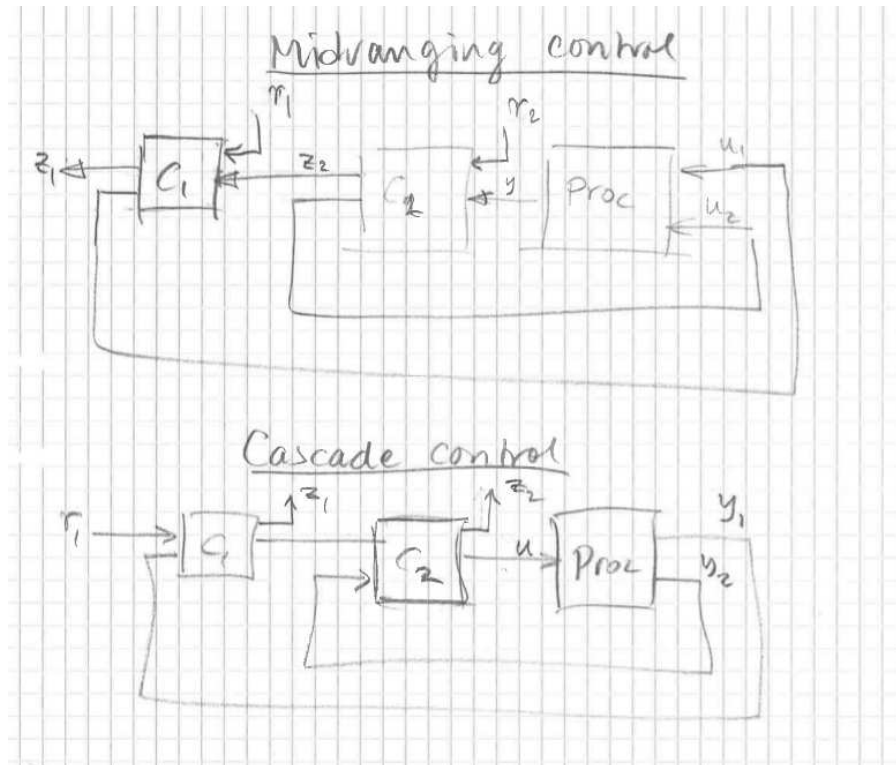 Midranging control
r₁
r₂
z₁ C₁ z₂ C₂ y Proc u₁
u₂
Cascade control
z₁ z₂ y₁
r₁ C₁ C₂ u Proc y₂